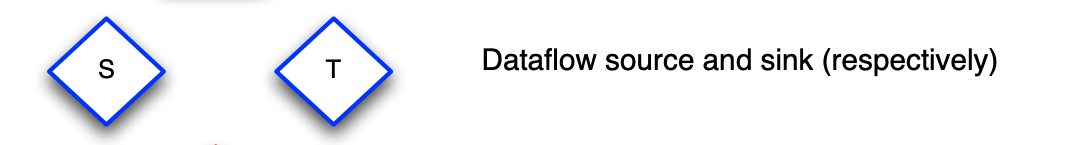 S T Dataflow source and sink (respectively)